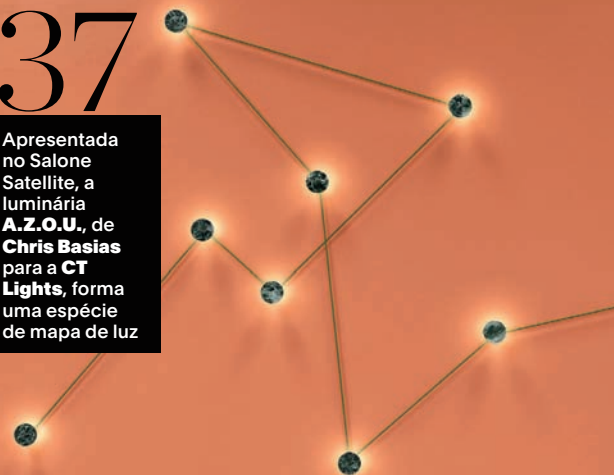 37
Apresentada
no Salone
Satellite, a
luminária
A.Z.O.U., de
Chris Basias
para a CT
Lights, forma
uma espécie
de mapa de luz